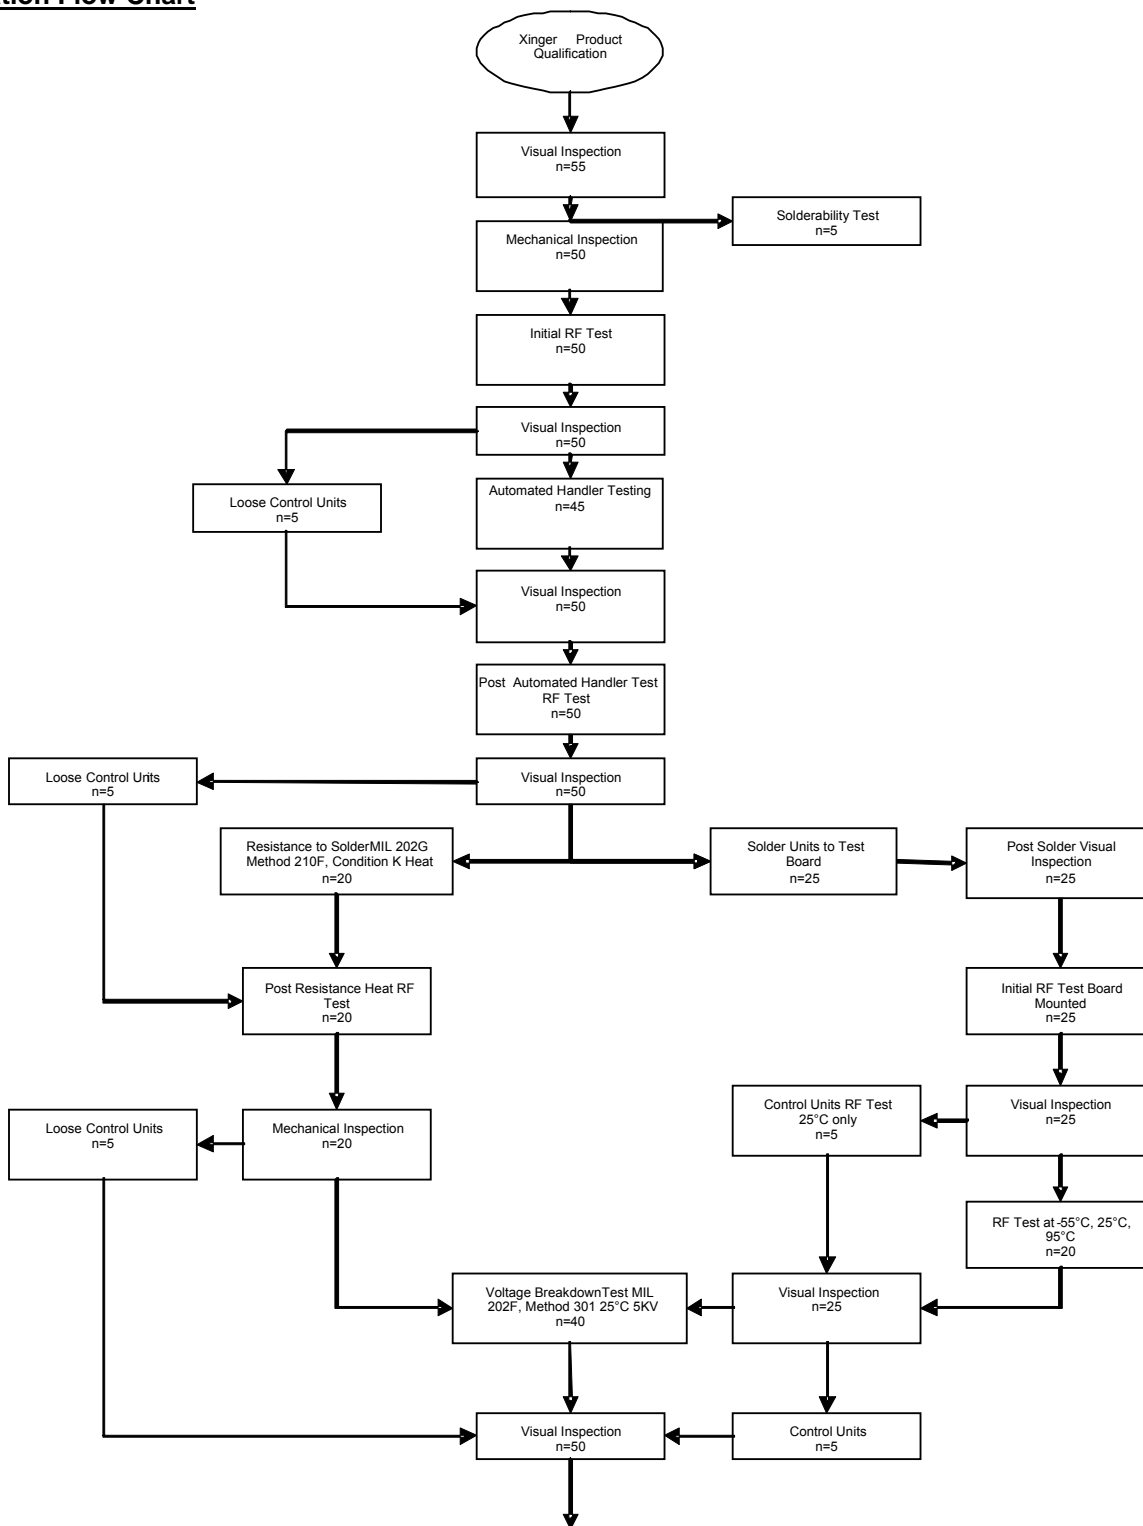 Xinger Product
Qualification
Visual Inspection
n=55
Solderability Test
n=5
Mechanical Inspection
n=50
Initial RF Test
n=50
Visual Inspection
n=50
Loose Control Units
n=5
Automated Handler Testing
n=45
Visual Inspection
n=50
Post Automated Handler Test
RF Test
n=50
Loose Control Units
n=5
Visual Inspection
n=50
Resistance to SolderMIL 202G
Method 210F, Condition K Heat
n=20
Solder Units to Test
Board
n=25
Post Solder Visual
Inspection
n=25
Post Resistance Heat RF
Test
n=20
Initial RF Test Board
Mounted
n=25
Loose Control Units
n=5
Mechanical Inspection
n=20
Control Units RF Test
25°C only
n=5
Visual Inspection
n=25
RF Test at -55°C, 25°C,
95°C
n=20
Voltage BreakdownTest MIL
202F, Method 301 25°C 5KV
n=40
Visual Inspection
n=25
Visual Inspection
n=50
Control Units
n=5